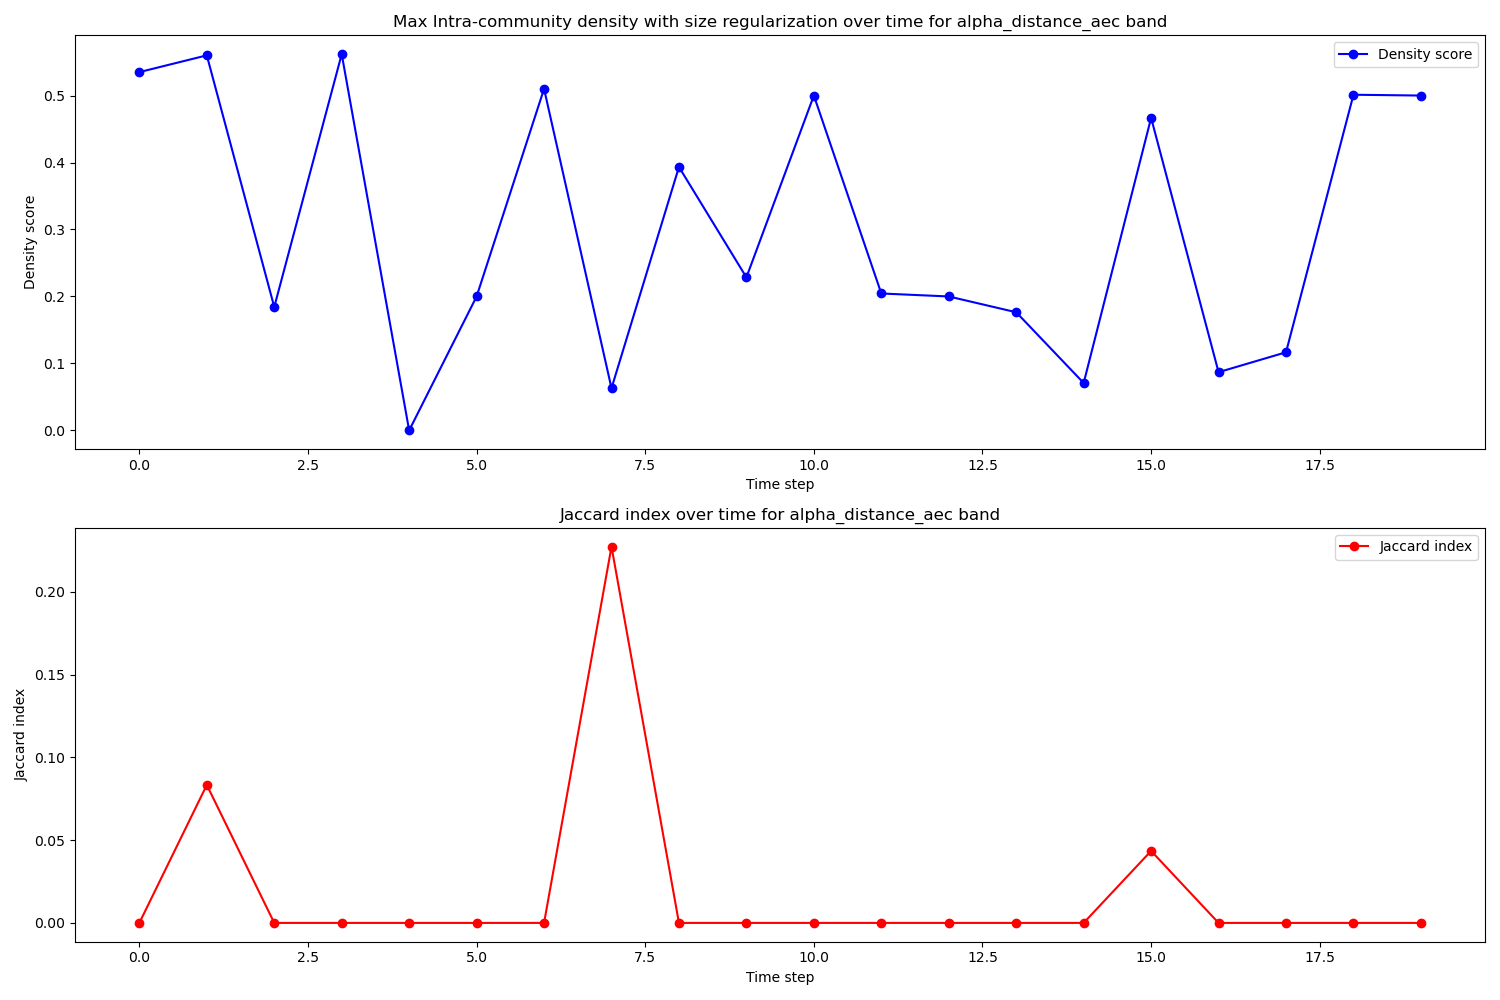 Max Intra-community density with size regularization over time for alpha_distance_aec band
Density score
0.5
0.4
0.3
0.2
0.1
0.0
Density score
0.0 2.5 5.0 7.5 10.0 12.5 15.0 17.5
Time step
Jaccard index over time for alpha_distance_aec band
Jaccard index
0.20
0.15
0.10
0.05
0.00
Jaccard index
0.0 2.5 5.0 7.5 10.0 12.5 15.0 17.5
Time step